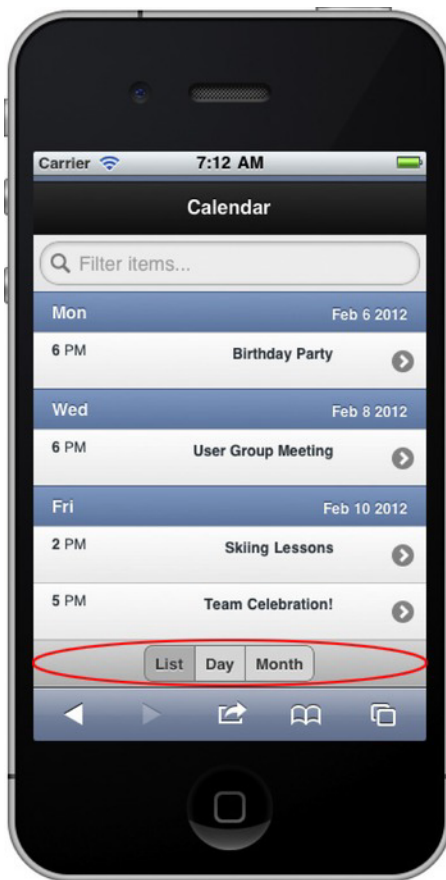 Carrier 7:12 AM
Calendar
Filter items...
Mon Feb 6 2012
6 PM Birthday Party
Wed Feb 8 2012
6 PM User Group Meeting
Fri Feb 10 2012
2 PM Skiing Lessons
5 PM Team Celebration!
List Day Month